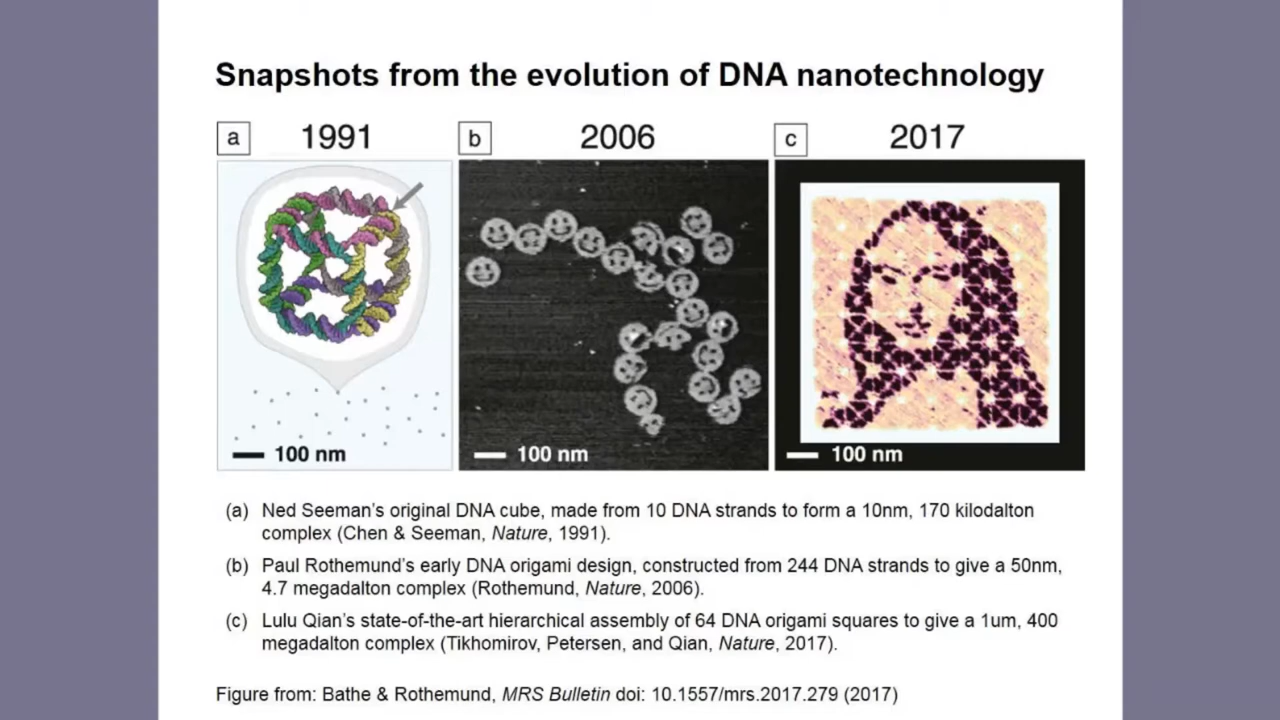 Snapshots from the evolution of DNA nanotechnology
a 1991 b 2006 c 2017
100 nm 100 nm 100 nm
(a) Ned Seeman’s original DNA cube, made from 10 DNA strands to form a 10nm, 170 kilodalton
complex (Chen & Seeman, Nature, 1991).
(b) Paul Rothemund’s early DNA origami design, constructed from 244 DNA strands to give a 50nm,
4.7 megadalton complex (Rothemund, Nature, 2006).
(c) Lulu Qian’s state-of-the-art hierarchical assembly of 64 DNA origami squares to give a 1um, 400
megadalton complex (Tikhomirov, Petersen, and Qian, Nature, 2017).
Figure from: Bathe & Rothemund, MRS Bulletin doi: 10.1557/mrs.2017.279 (2017)